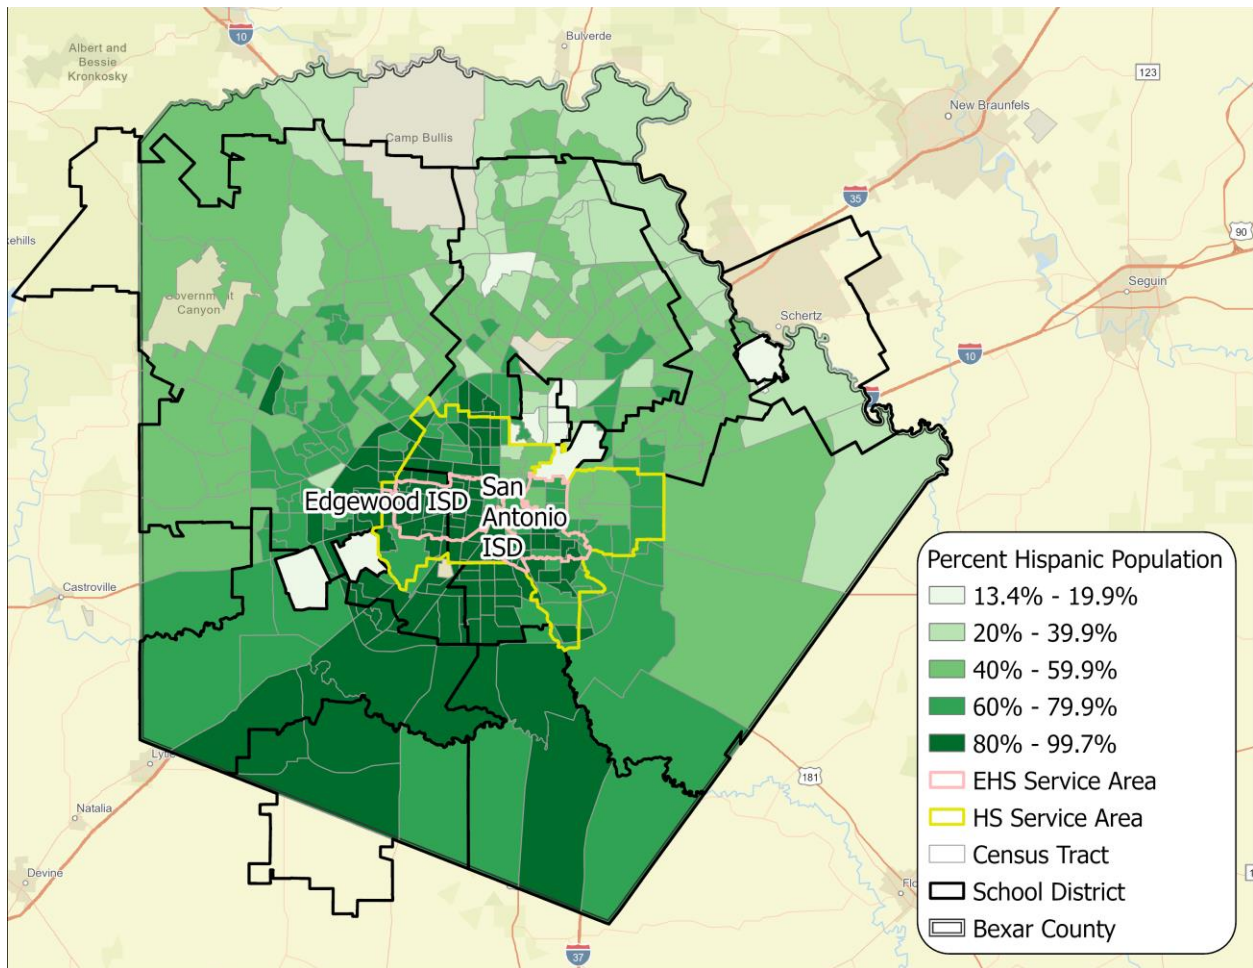 Albert and
Bessie
Kronkosky
10
Bulverde
123
New Braunfels
Camp Bullis
35
90
Government
Canyon
Schertz
Seguin
10
Edgewood ISD
San
Antonio
ISD
Castroville
Natalia
Devine
181
37
Percent Hispanic Population
13.4% - 19.9%
20% - 39.9%
40% - 59.9%
60% - 79.9%
80% - 99.7%
EHS Service Area
HS Service Area
Census Tract
School District
Bexar County